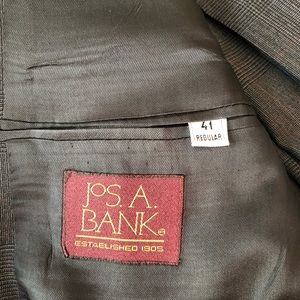 41
REGULAR
JOS. A.
BANK®
ESTABLISHED 1905